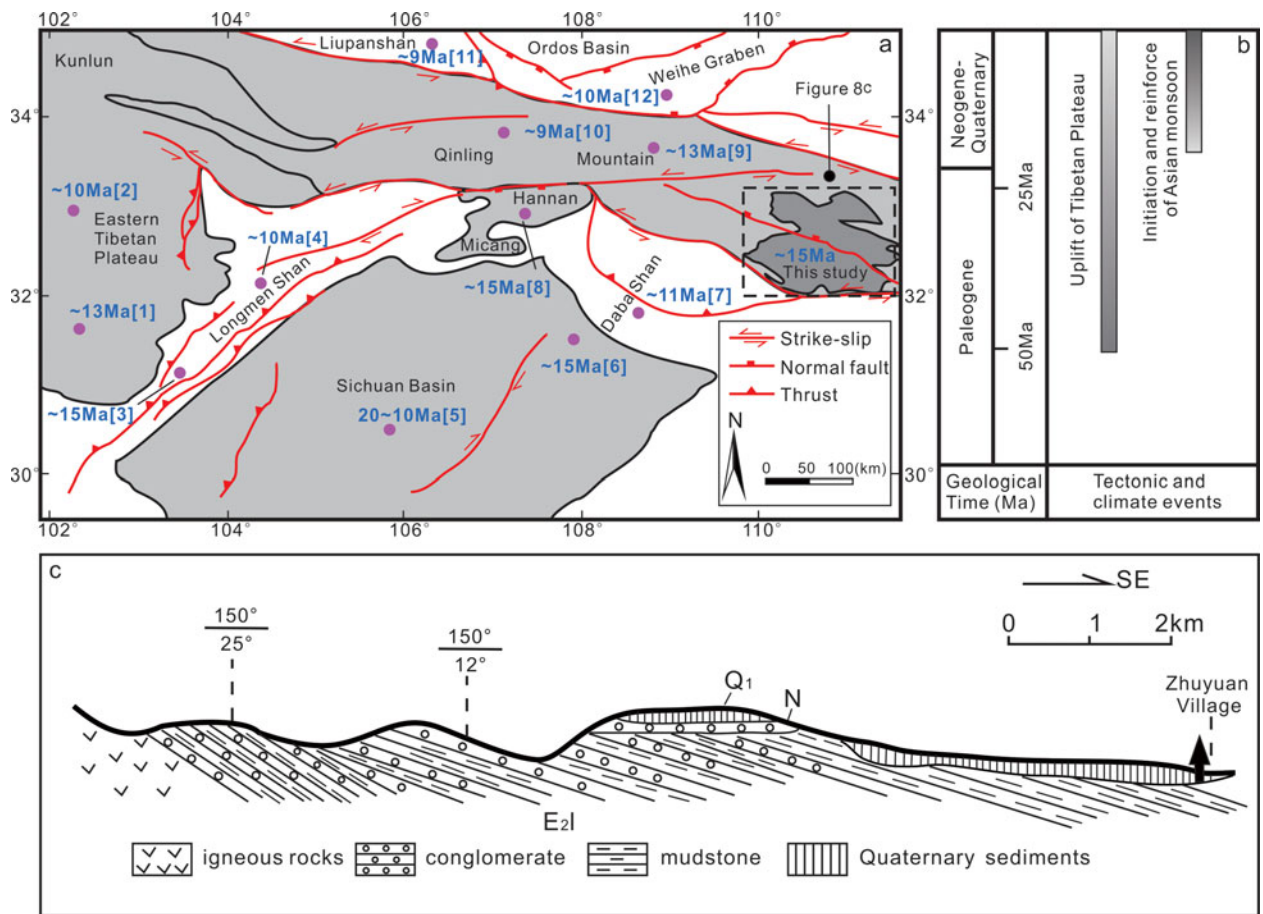 102°
104°
106°
108°
110°
a
Liupanshan
~9Ma[11]
Ordos Basin
Weihe Graben
Kunlun
34°
~10Ma[12]
Figure 8c
~9Ma[10]
Qinling
Mountain
~13Ma[9]
~10Ma[2]
Eastern
Tibetan
Plateau
~10Ma[4]
Hannan
Micang
~15Ma
This study
32°
32°
~13Ma[1]
Longmen Shan
~15Ma[8]
Daba Shan
~11Ma[7]
Strike-slip
Normal fault
Thrust
~15Ma[3]
Sichuan Basin
~15Ma[6]
20~10Ma[5]
N
0 50 100(km)
30°
30°
102°
104°
106°
108°
110°
b
Neogene-
Quaternary
Paleogene
25Ma
50Ma
Uplift of Tibetan Plateau
Initiation and reinforce
of Asian monsoon
Geological
Time (Ma)
Tectonic and
climate events
c
150°
25°
150°
12°
SE
0 1 2km
Q1
N
Zhuyuan
Village
E2l
igneous rocks
conglomerate
mudstone
Quaternary sediments